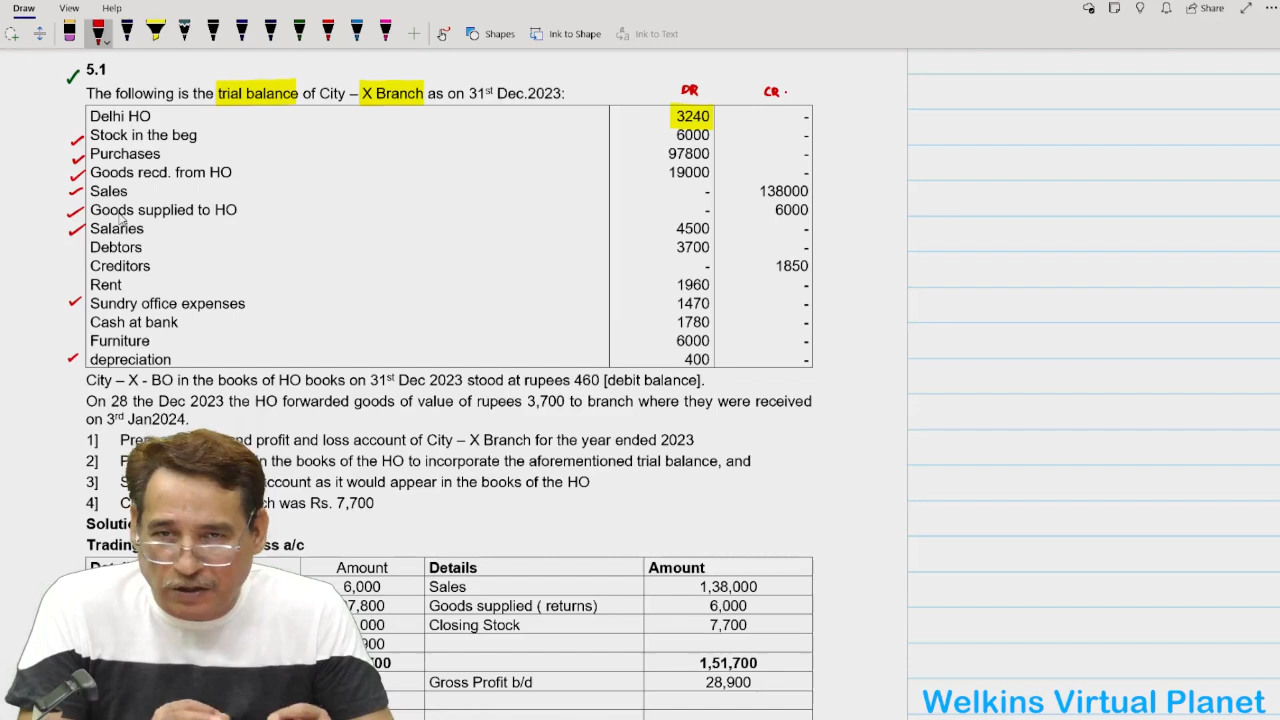 Draw View Help
Share
Shapes Ink to Shape Ink to Text
5.1
The following is the trial balance of City – X Branch as on 31st Dec.2023:
DR CR
Delhi HO 3240 -
Stock in the beg 6000 -
Purchases 97800 -
Goods recd. from HO 19000 -
Sales - 138000
Goods supplied to HO - 6000
Salaries 4500 -
Debtors 3700 -
Creditors - 1850
Rent 1960 -
Sundry office expenses 1470 -
Cash at bank 1780 -
Furniture 6000 -
depreciation 400 -
City – X - BO in the books of HO books on 31st Dec 2023 stood at rupees 460 [debit balance].
On 28 the Dec 2023 the HO forwarded goods of value of rupees 3,700 to branch where they were received
on 3rd Jan2024.
1] profit and loss account of City – X Branch for the year ended 2023
2] in the books of the HO to incorporate the aforementioned trial balance, and
3] account as it would appear in the books of the HO
4] was Rs. 7,700
Trading a/c
Amount Details Amount
6,000 Sales 1,38,000
7,800 Goods supplied ( returns) 6,000
,000 Closing Stock 7,700
900
700 1,51,700
Gross Profit b/d 28,900
Welkins Virtual Planet